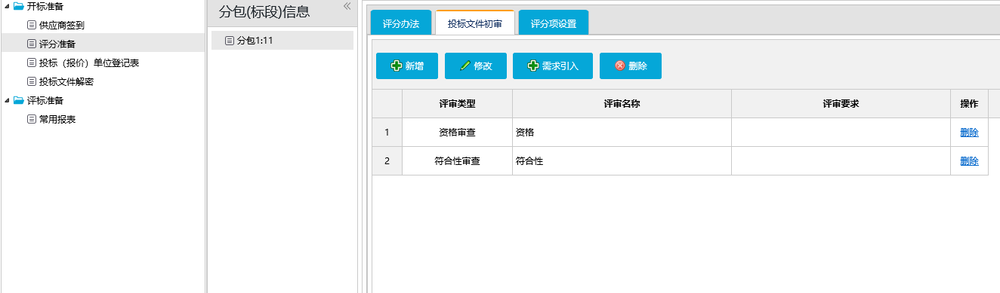 开标准备
供应商签到
评分准备
投标（报价）单位登记表
投标文件解密
评标准备
常用报表
分包(标段)信息
分包1:11
评分办法 投标文件初审 评分项设置
新增 修改 需求引入 删除
评审类型 评审名称 评审要求 操作
1 资格审查 资格 删除
2 符合性审查 符合性 删除